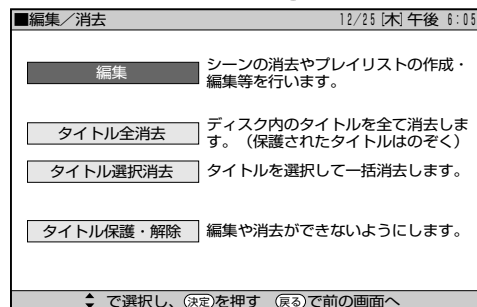 ■編集／消去 12/25[木]午後 6:05
編集 シーンの消去やプレイリストの作成・
編集等を行います。
タイトル全消去 ディスク内のタイトルを全て消去しま
す。（保護されたタイトルはのぞく）
タイトル選択消去 タイトルを選択して一括消去します。
タイトル保護・解除 編集や消去ができないようにします。
で選択し、決定を押す 戻るで前の画面へ